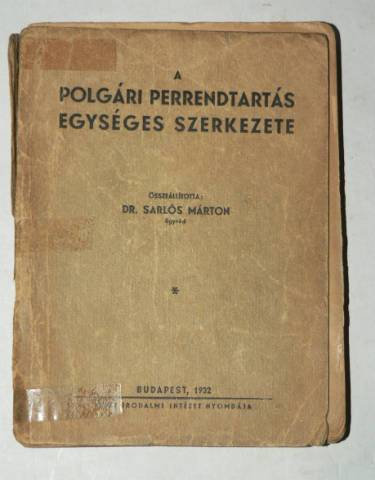 A
POLGÁRI PERRENDTARTÁS
EGYSÉGES SZERKEZETE
ÖSSZEÁLLÍTOTTA:
DR. SARLÓS MÁRTON
ügyvéd
*
BUDAPEST, 1932
IRODALMI INTÉZET NYOMDÁJA